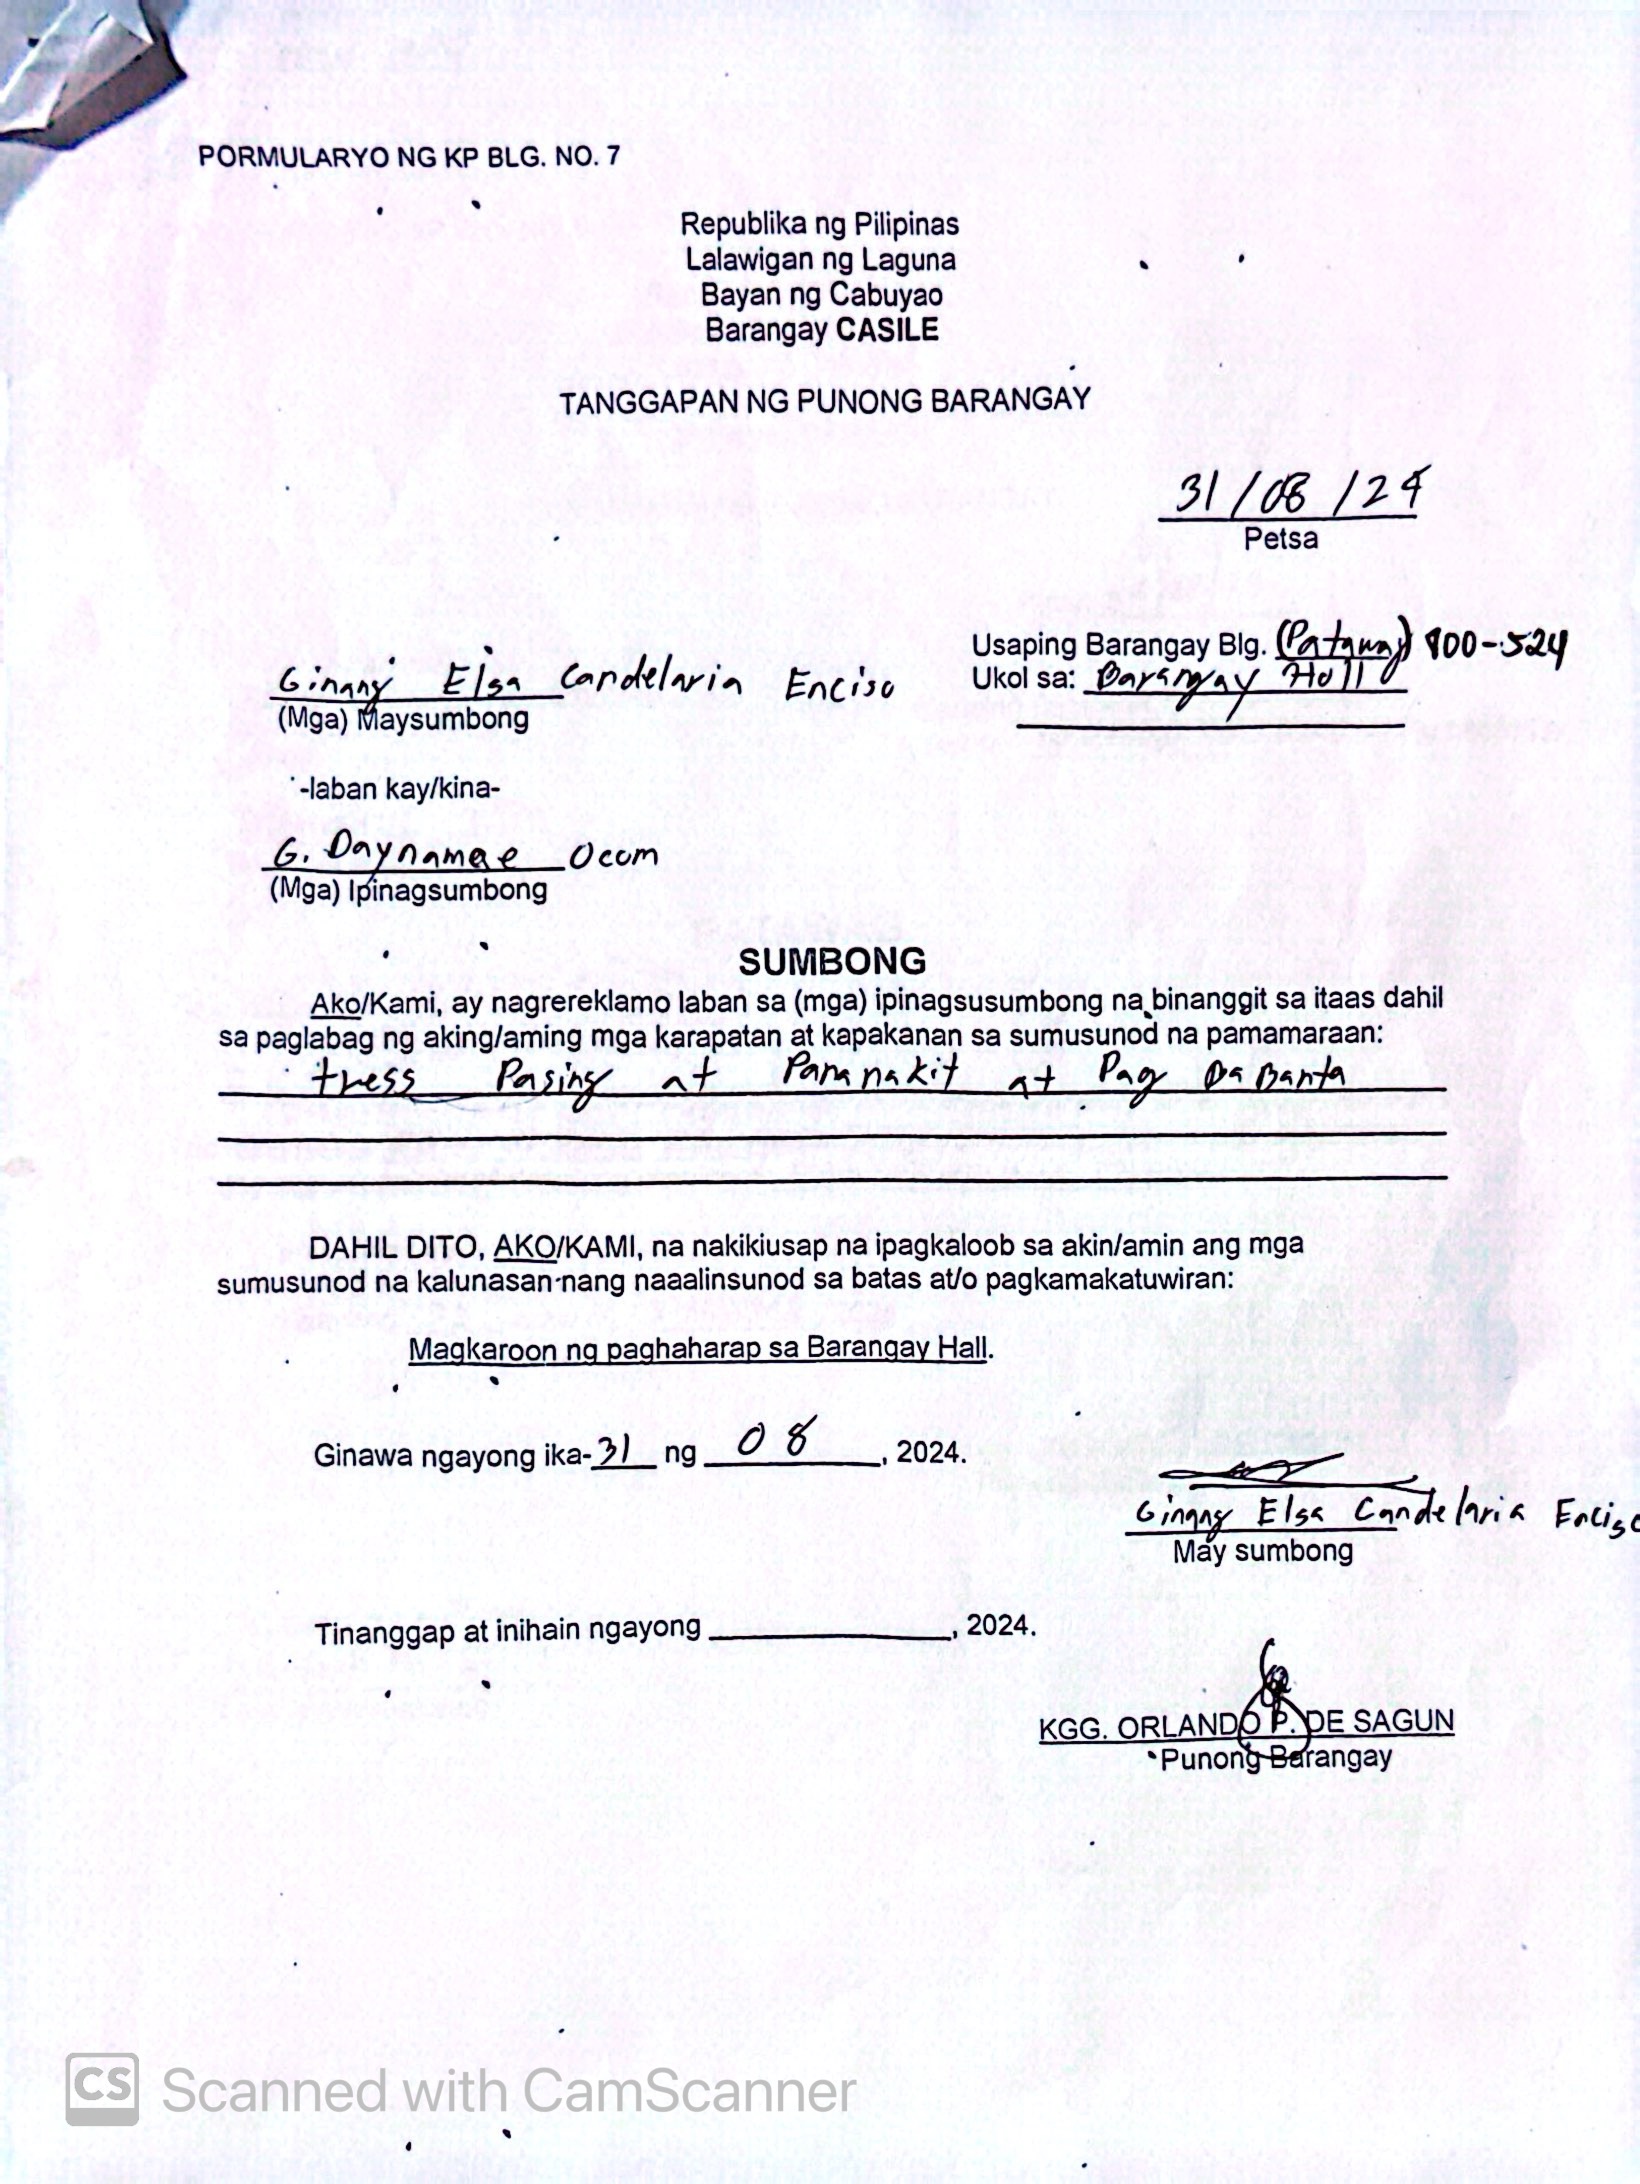 PORMULARYO NG KP BLG. NO. 7
Republika ng Pilipinas
Lalawigan ng Laguna
Bayan ng Cabuyao
Barangay CASILE
TANGGAPAN NG PUNONG BARANGAY
31/08/24
Petsa
Usaping Barangay Blg. (Patawag) 800-524
Ukol sa: Barangay Hall
Ginang Elsa Candelaria Enciso
(Mga) Maysumbong
-laban kay/kina-
G. Daynamae Ocom
(Mga) Ipinagsumbong
SUMBONG
Ako/Kami, ay nagrereklamo laban sa (mga) ipinagsusumbong na binanggit sa itaas dahil
sa paglabag ng aking/aming mga karapatan at kapakanan sa sumusunod na pamamaraan:
tress Pasing at Pananakit at Pag Ba Banta
DAHIL DITO, AKO/KAMI, na nakikiusap na ipagkaloob sa akin/amin ang mga
sumusunod na kalunasan nang naaalinsunod sa batas at/o pagkamakatuwiran:
Magkaroon ng paghaharap sa Barangay Hall.
Ginawa ngayong ika-31 ng 08, 2024.
Ginang Elsa Candelaria Enciso
May sumbong
Tinanggap at inihain ngayong ____________, 2024.
KGG. ORLANDO P. DE SAGUN
Punong Barangay
CS Scanned with CamScanner